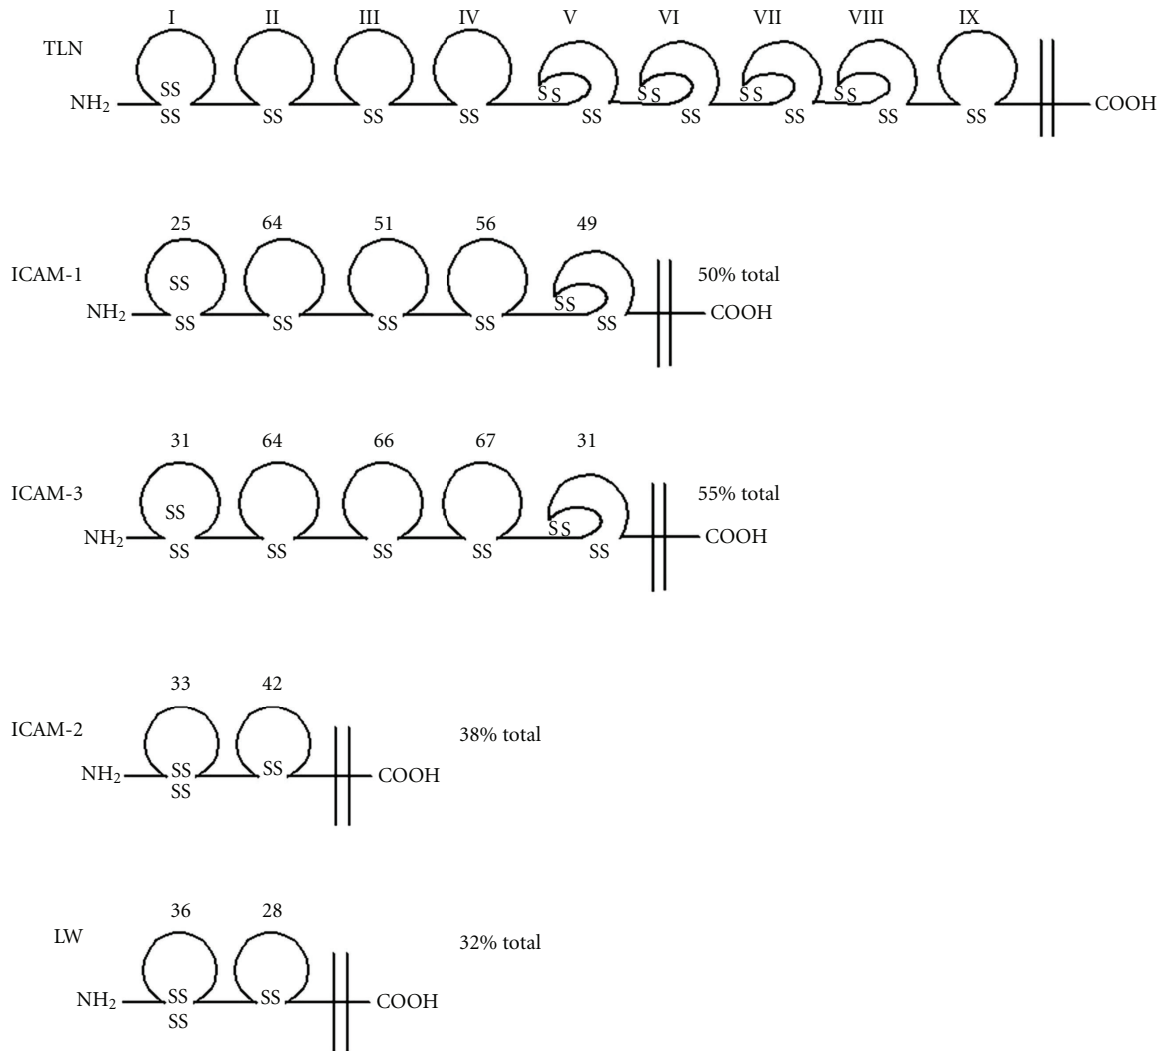 I II III IV V VI VII VIII IX
TLN
SS
SS SS SS SS
NH₂ COOH
SS SS SS SS SS SS SS SS SS
25 64 51 56 49
ICAM-1 SS 50% total
SS
NH₂ COOH
SS SS SS SS SS
31 64 66 67 31
ICAM-3 55% total
SS
SS
NH₂ COOH
SS SS SS SS SS
33 42
ICAM-2 38% total
NH₂ SS SS COOH
SS
36 28
LW 32% total
NH₂ SS SS COOH
SS